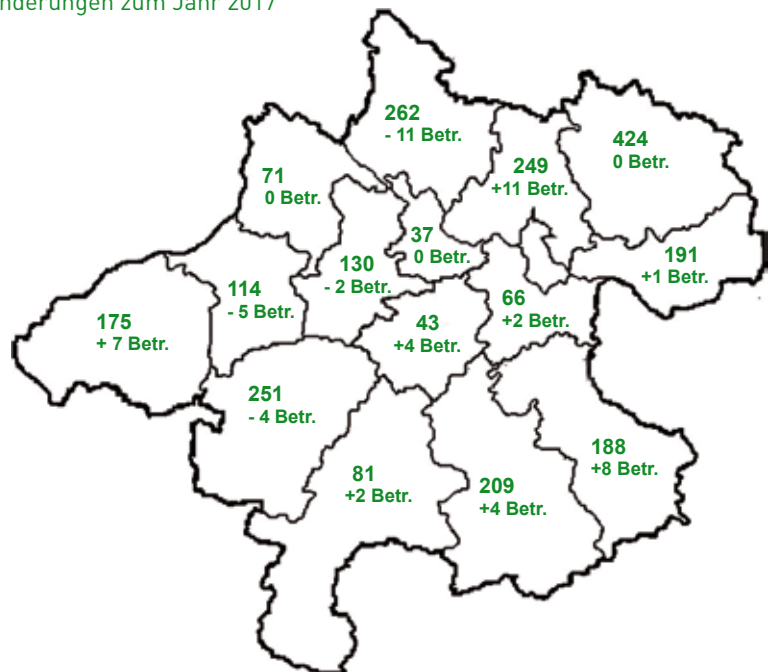 nderungen zum Jahr 2017
262
- 11 Betr.
424
0 Betr.
249
+11 Betr.
71
0 Betr.
37
0 Betr.
191
+1 Betr.
130
- 2 Betr.
114
- 5 Betr.
66
+2 Betr.
175
+ 7 Betr.
43
+4 Betr.
251
- 4 Betr.
188
+8 Betr.
81
+2 Betr.
209
+4 Betr.